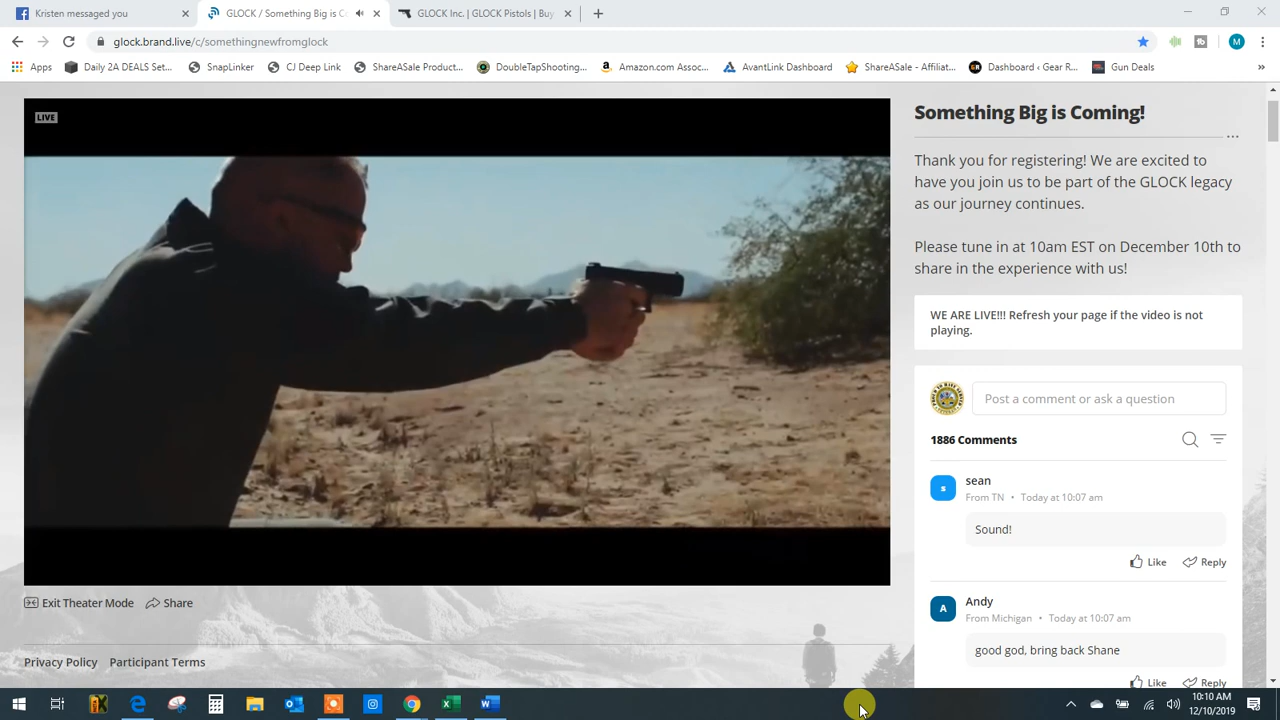 Kristen messaged you
GLOCK / Something Big is Co
GLOCK Inc. | GLOCK Pistols | Buy
glock.brand.live/c/somethingnewfromglock
M
Apps
Daily 2A DEALS Set...
SnapLinker
CJ Deep Link
ShareASale Product...
DoubleTapShooting...
Amazon.com Assoc...
AvantLink Dashboard
ShareASale - Affiliat...
Dashboard ‹ Gear R...
Gun Deals
LIVE
Exit Theater Mode
Share
Privacy Policy
Participant Terms
Something Big is Coming!
Thank you for registering! We are excited to
have you join us to be part of the GLOCK legacy
as our journey continues.
Please tune in at 10am EST on December 10th to
share in the experience with us!
WE ARE LIVE!!! Refresh your page if the video is not
playing.
Post a comment or ask a question
1886 Comments
s
sean
From TN • Today at 10:07 am
Sound!
Like
Reply
A
Andy
From Michigan • Today at 10:07 am
good god, bring back Shane
Like
Reply
10:10 AM
12/10/2019